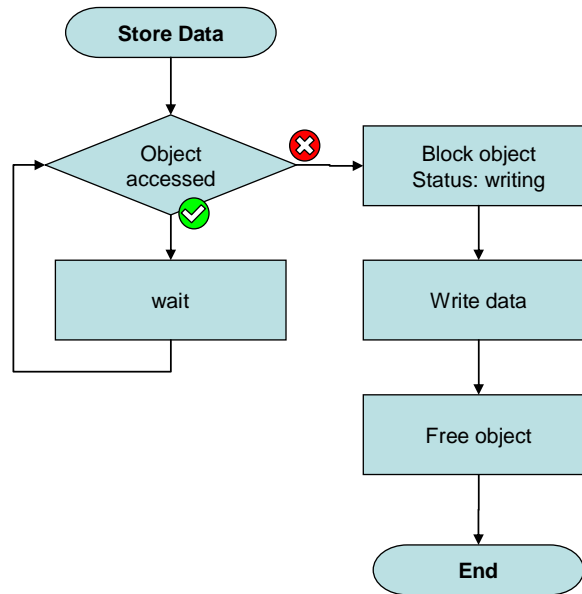 Store Data
Object
accessed
wait
Block object
Status: writing
Write data
Free object
End